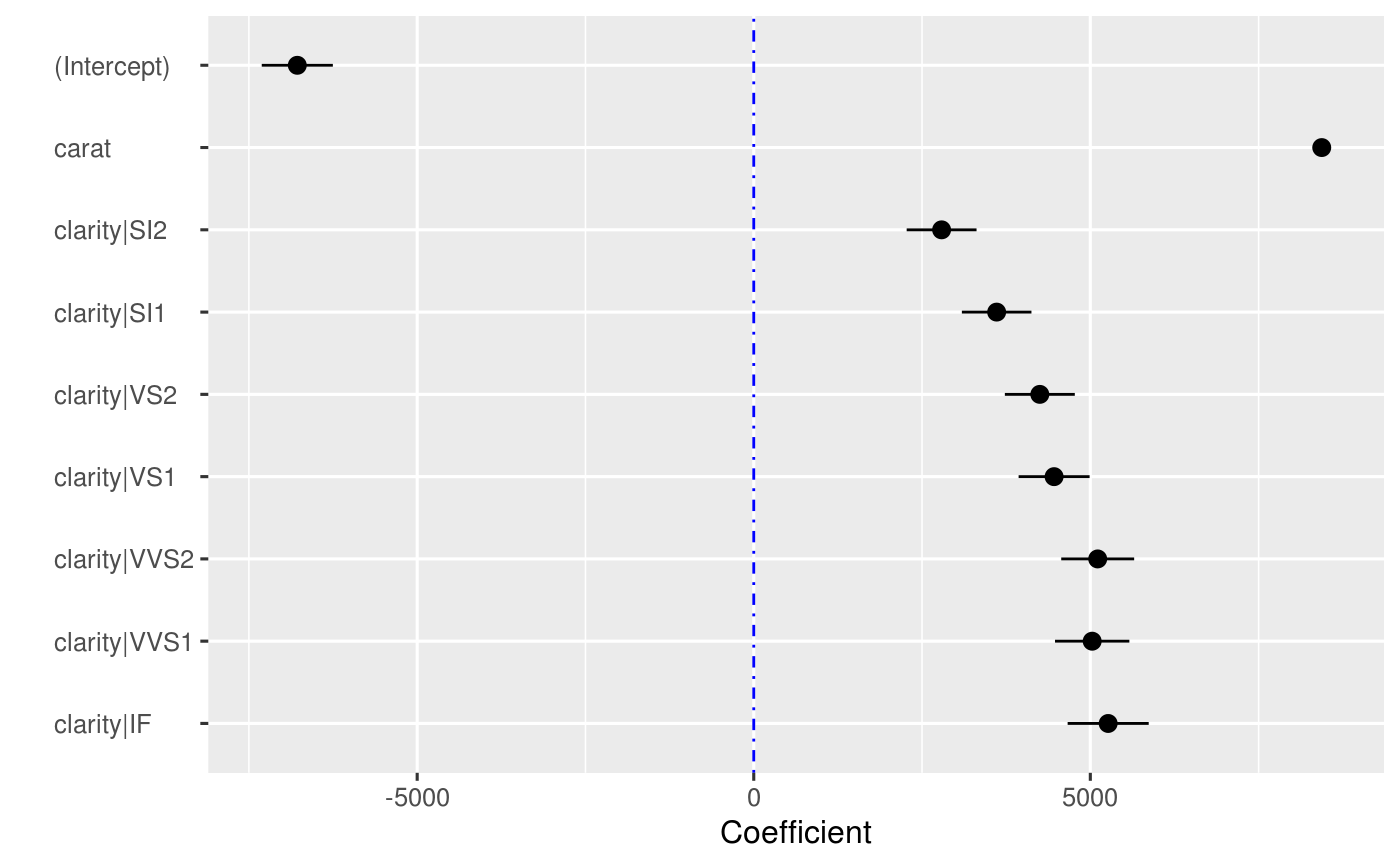 (Intercept)
carat
clarity|SI2
clarity|SI1
clarity|VS2
clarity|VS1
clarity|VVS2
clarity|VVS1
clarity|IF
-5000 0 5000
Coefficient